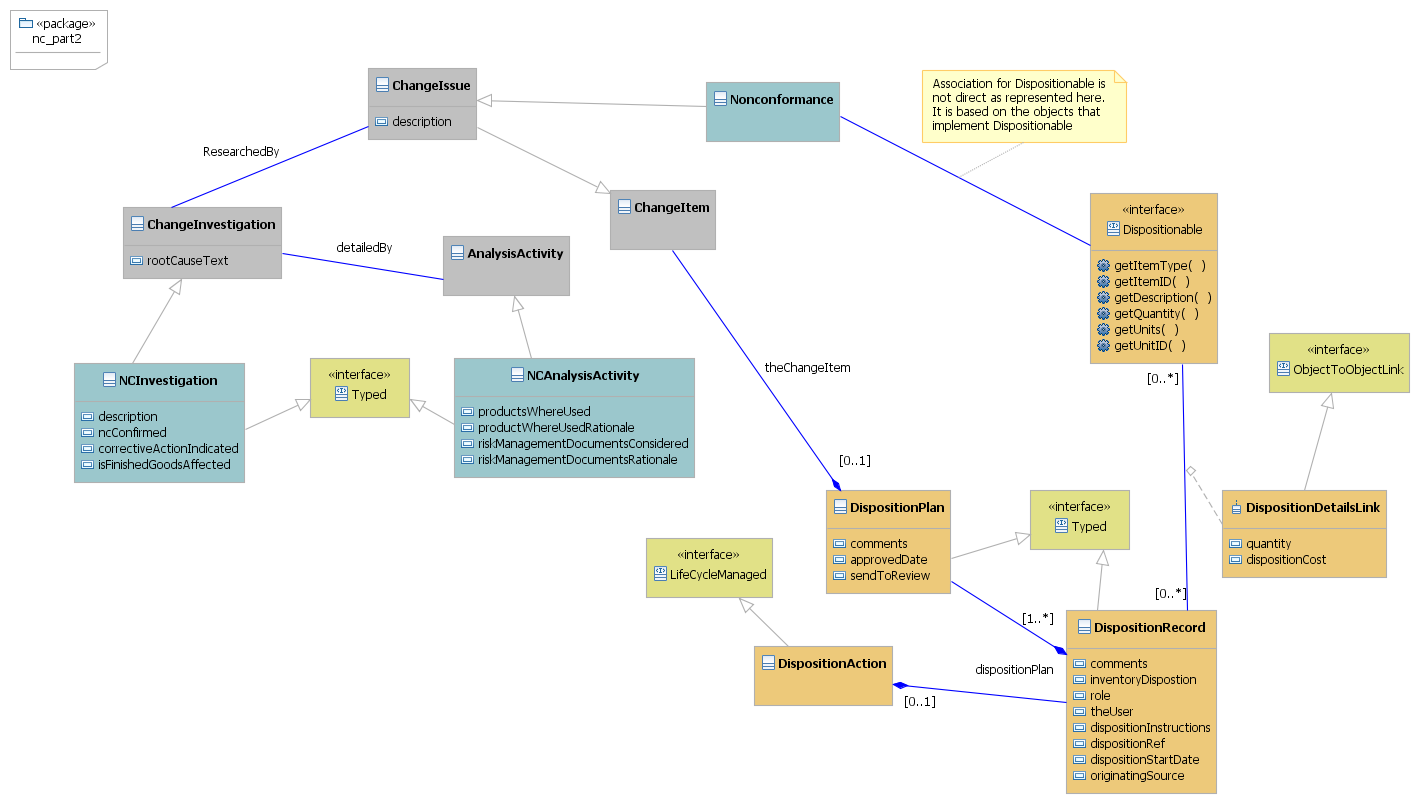 «package»
nc_part2
ChangeIssue
description
Nonconformance
Association for Dispositionable is
not direct as represented here.
It is based on the objects that
implement Dispositionable
ResearchedBy
ChangeInvestigation
rootCauseText
detailedBy
AnalysisActivity
ChangeItem
«interface»
Dispositionable
getItemType( )
getItemID( )
getDescription( )
getQuantity( )
getUnits( )
getUnitID( )
«interface»
ObjectToObjectLink
NCInvestigation
description
ncConfirmed
correctiveActionIndicated
isFinishedGoodsAffected
«interface»
Typed
NCAnalysisActivity
productsWhereUsed
productWhereUsedRationale
riskManagementDocumentsConsidered
riskManagementDocumentsRationale
theChangeItem
[0..1]
[0..*]
DispositionPlan
comments
approvedDate
sendToReview
«interface»
Typed
DispositionDetailsLink
quantity
dispositionCost
«interface»
LifeCycleManaged
[0..*]
[1..*]
dispositionPlan
DispositionAction
[0..1]
DispositionRecord
comments
inventoryDispostion
role
theUser
dispositionInstructions
dispositionRef
dispositionStartDate
originatingSource